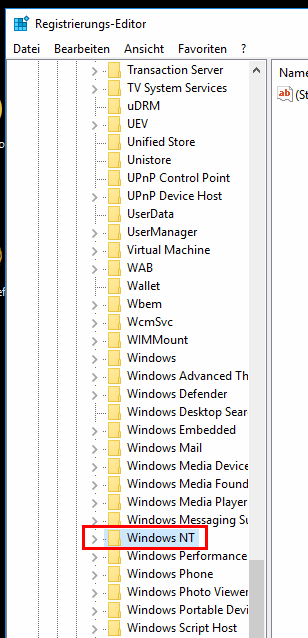 Registrierungs-Editor
Datei Bearbeiten Ansicht Favoriten ?
Transaction Server
TV System Services
uDRM
UEV
Unified Store
Unistore
UPnP Control Point
UPnP Device Host
UserData
UserManager
Virtual Machine
WAB
Wallet
Wbem
WcmSvc
WIMMount
Windows
Windows Advanced Th
Windows Defender
Windows Desktop Sear
Windows Embedded
Windows Mail
Windows Media Device
Windows Media Found
Windows Media Player
Windows Messaging Su
Windows NT
Windows Performance
Windows Phone
Windows Photo Viewer
Windows Portable Devi
Windows Script Host
Name
ab (St